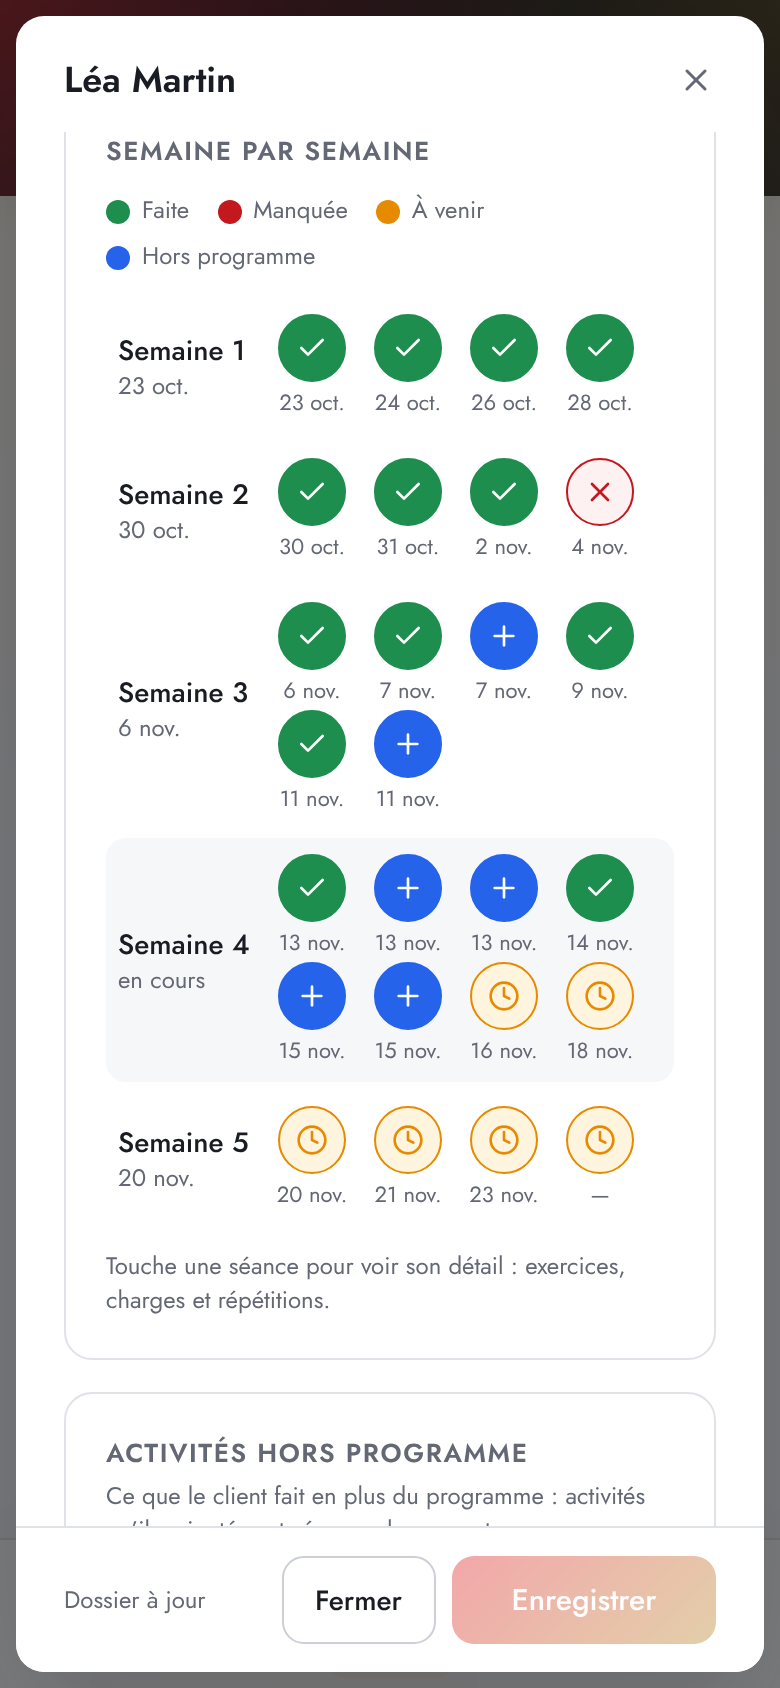 Léa Martin
SEMAINE PAR SEMAINE
Faite Manquée À venir
Hors programme
Semaine 1
23 oct.
23 oct. 24 oct. 26 oct. 28 oct.
Semaine 2
30 oct.
30 oct. 31 oct. 2 nov. 4 nov.
Semaine 3
6 nov.
6 nov. 7 nov. 7 nov. 9 nov.
11 nov. 11 nov.
Semaine 4
en cours
13 nov. 13 nov. 13 nov. 14 nov.
15 nov. 15 nov. 16 nov. 18 nov.
Semaine 5
20 nov.
20 nov. 21 nov. 23 nov. —
Touche une séance pour voir son détail : exercices,
charges et répétitions.
ACTIVITÉS HORS PROGRAMME
Ce que le client fait en plus du programme : activités
Dossier à jour
Fermer
Enregistrer